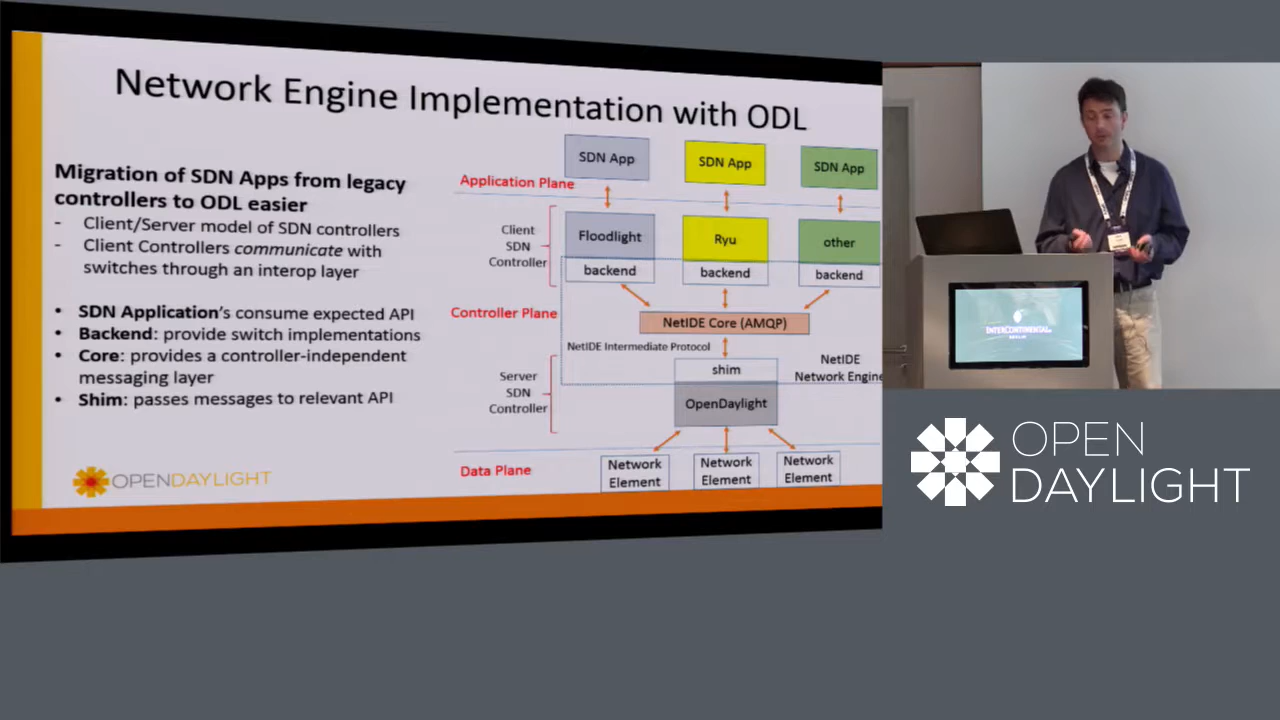 Network Engine Implementation with ODL
Migration of SDN Apps from legacy
controllers to ODL easier
- Client/Server model of SDN controllers
- Client Controllers communicate with
switches through an interop layer
• SDN Application's consume expected API
• Backend: provide switch implementations
• Core: provides a controller-independent
messaging layer
• Shim: passes messages to relevant API
OPENDAYLIGHT
SDN App
SDN App
SDN App
Application Plane
Client
SDN
Controller
Floodlight
Ryu
other
backend
backend
backend
Controller Plane
NetIDE Core (AMQP)
NetIDE Intermediate Protocol
NetIDE
Network Engine
shim
Server
SDN
Controller
OpenDaylight
Data Plane
Network
Element
Network
Element
Network
Element
INTERCONTINENTAL
OPEN
DAYLIGHT